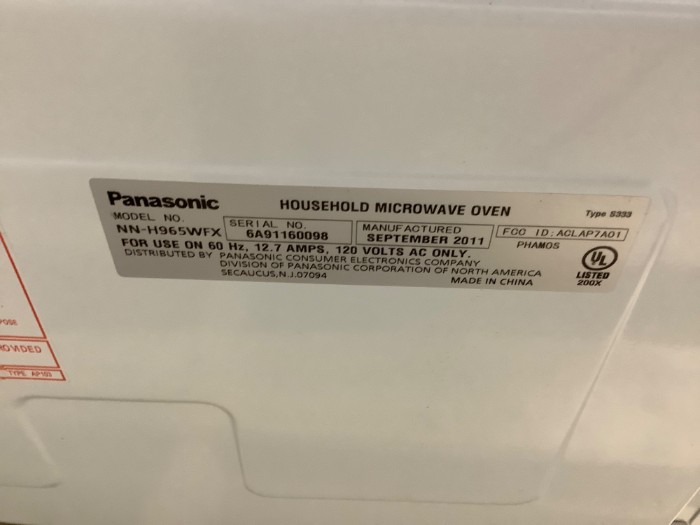 Panasonic
HOUSEHOLD MICROWAVE OVEN
Type S333
MODEL NO.
NN-H965WFX
SERIAL NO.
6A91160098
MANUFACTURED
SEPTEMBER 2011
FCC ID: ACLAP7A01
PHAMOS
FOR USE ON 60 Hz, 12.7 AMPS, 120 VOLTS AC ONLY.
DISTRIBUTED BY PANASONIC CONSUMER ELECTRONICS COMPANY
DIVISION OF PANASONIC CORPORATION OF NORTH AMERICA
SECAUCUS, N.J. 07094
MADE IN CHINA
UL
LISTED
200X
TYPE